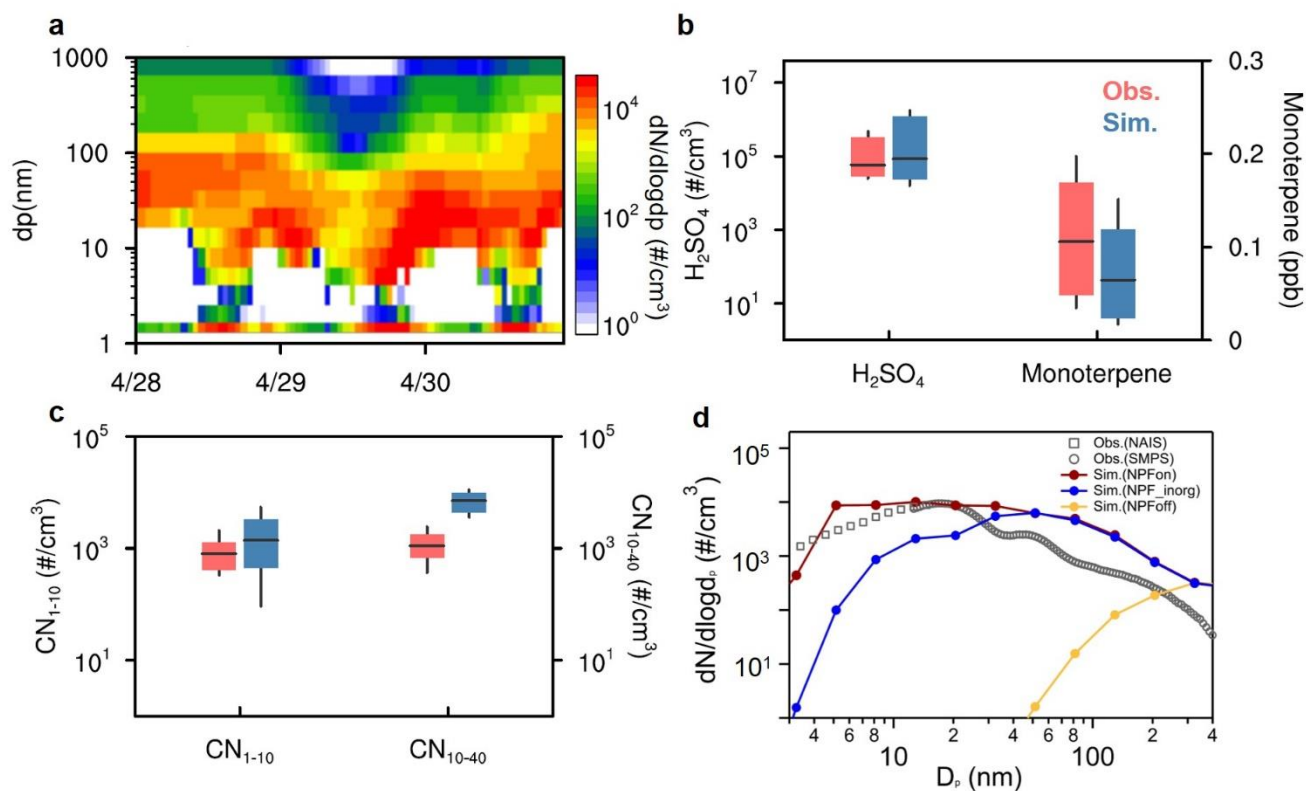 a
dp(nm)
1000
100
10
1
4/28
4/29
4/30
10⁴
10²
10⁰
dN/dlogdp (#/cm³)
b
H₂SO₄ (#/cm³)
10⁷
10⁵
10³
10¹
Obs.
Sim.
0.3
0.2
0.1
0
Monoterpene (ppb)
H₂SO₄
Monoterpene
c
CN₁₋₁₀ (#/cm³)
10⁵
10³
10¹
10⁵
10³
10¹
CN₁₀₋₄₀ (#/cm³)
CN₁₋₁₀
CN₁₀₋₄₀
d
dN/dlogdₚ (#/cm³)
10⁵
10³
10¹
Obs.(NAIS)
Obs.(SMPS)
Sim.(NPFon)
Sim.(NPF_inorg)
Sim.(NPFoff)
4 6 8 10 2 4 6 8 100 2 4
Dₚ (nm)